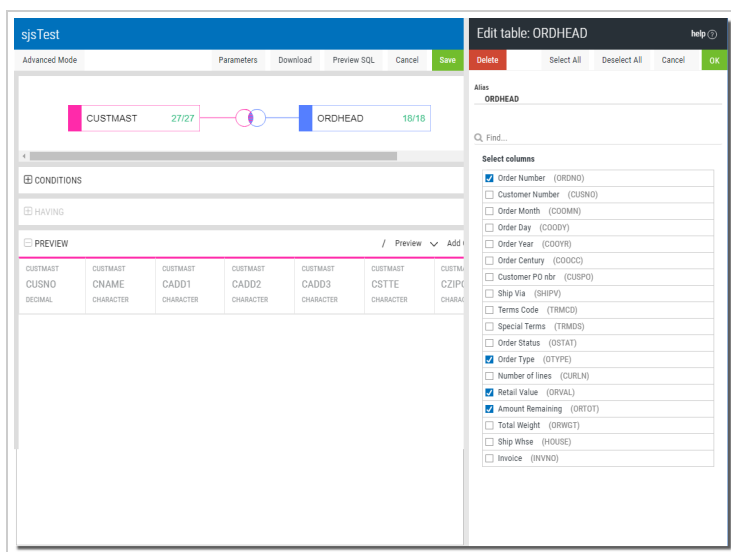 sjsTest
Advanced Mode Parameters Download Preview SQL Cancel Save
CUSTMAST 27/27 ORDHEAD 18/18
CONDITIONS
HAVING
PREVIEW / Preview Add
CUSTMAST CUSTMAST CUSTMAST CUSTMAST CUSTMAST CUSTMAST
CUSNO CNAME CADD1 CADD2 CADD3 CSTTE
DECIMAL CHARACTER CHARACTER CHARACTER CHARACTER CHARACTER
Edit table: ORDHEAD help ?
Delete Select All Deselect All Cancel OK
Alias
ORDHEAD
Find...
Select columns
Order Number (ORDNO)
Customer Number (CUSNO)
Order Month (COOMN)
Order Day (COODY)
Order Year (COOYR)
Order Century (COOCC)
Customer PO nbr (CUSPO)
Ship Via (SHIPV)
Terms Code (TRMCD)
Special Terms (TRMDS)
Order Status (OSTAT)
Order Type (OTYPE)
Number of lines (CURLN)
Retail Value (ORVAL)
Amount Remaining (ORTOT)
Total Weight (ORWGT)
Ship Whse (HOUSE)
Invoice (INVNO)